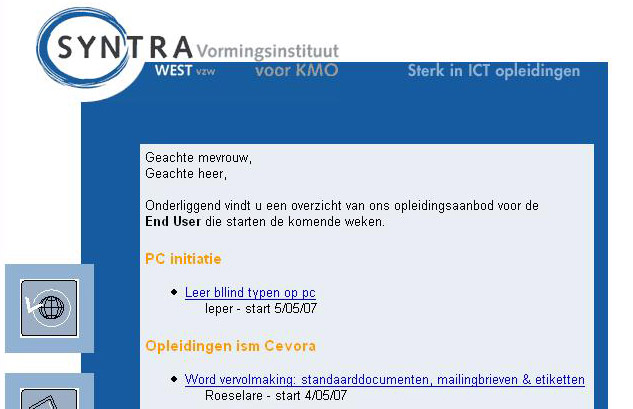 SYNTRA Vormingsinstituut
WEST vzw voor KMO Sterk in ICT opleidingen
Geachte mevrouw,
Geachte heer,
Onderliggend vindt u een overzicht van ons opleidingsaanbod voor de
End User die starten de komende weken.
PC initiatie
Leer bllind typen op pc
Ieper - start 5/05/07
Opleidingen ism Cevora
Word vervolmaking: standaarddocumenten, mailingbrieven & etiketten
Roeselare - start 4/05/07